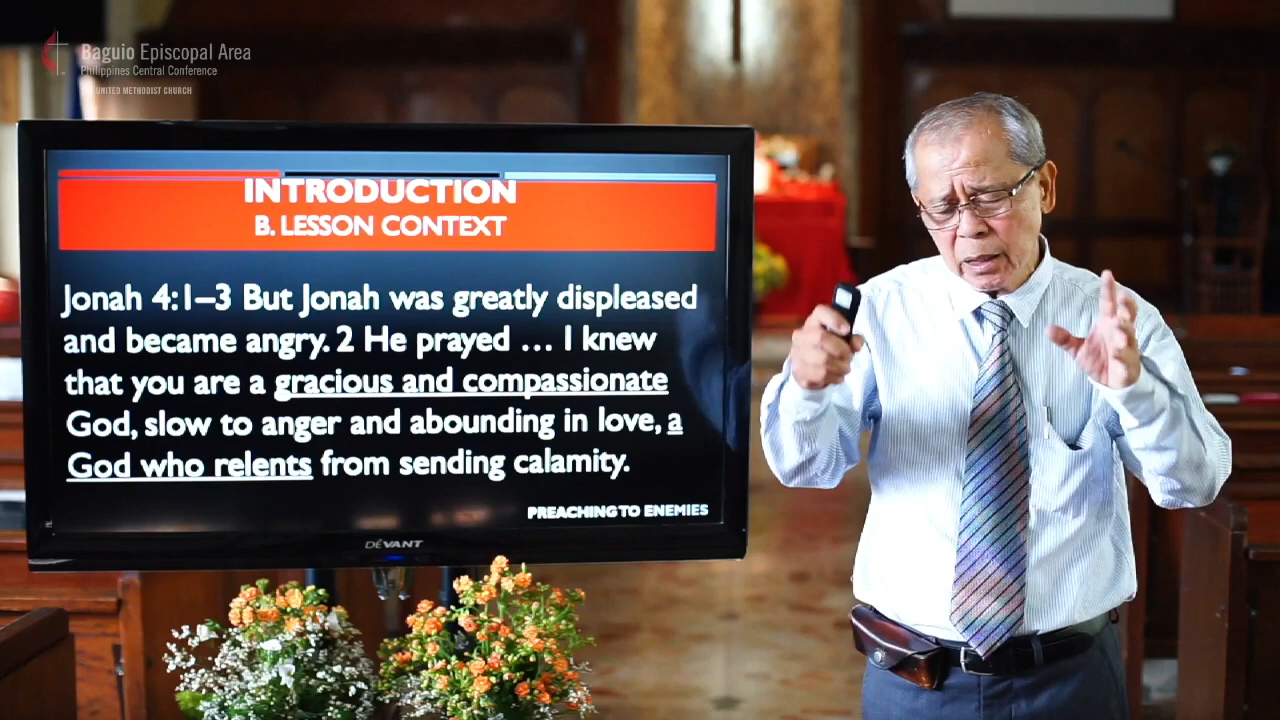 Baguio Episcopal Area
Philippines Central Conference
THE UNITED METHODIST CHURCH
INTRODUCTION
B. LESSON CONTEXT
Jonah 4:1–3 But Jonah was greatly displeased
and became angry. 2 He prayed … I knew
that you are a gracious and compassionate
God, slow to anger and abounding in love, a
God who relents from sending calamity.
PREACHING TO ENEMIES
DEVANT